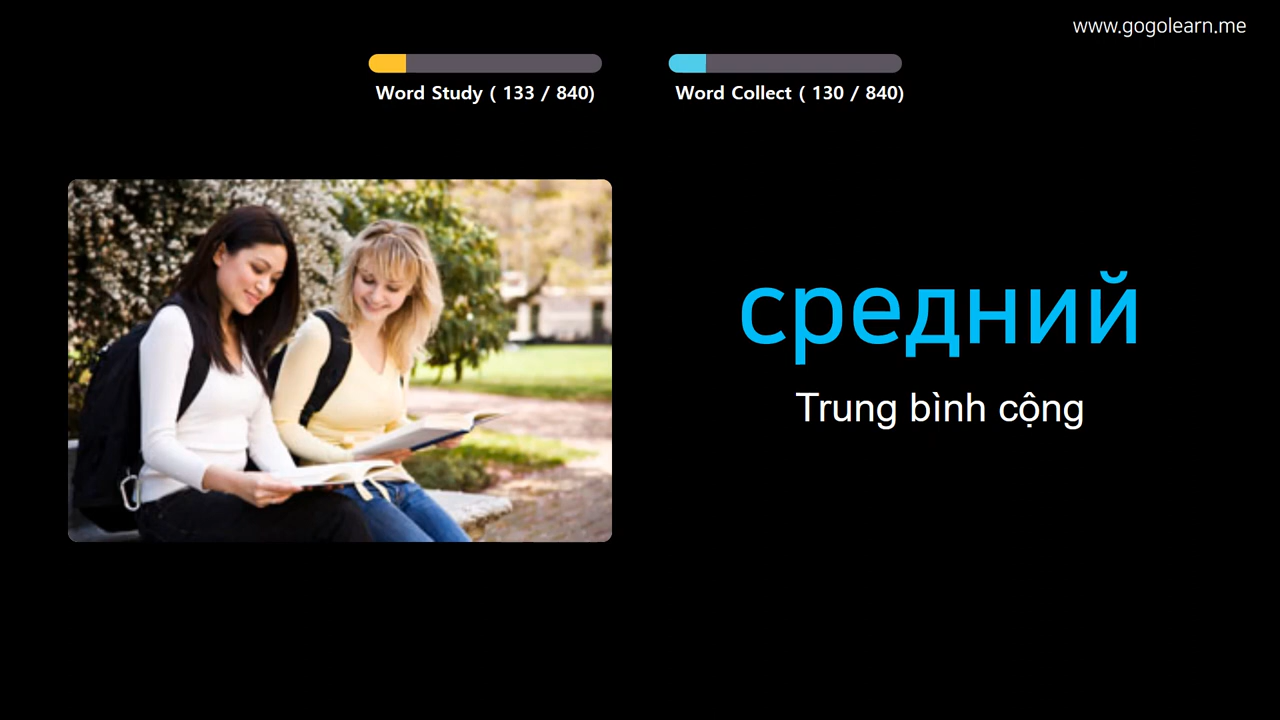 www.gogolearn.me
Word Study ( 133 / 840)
Word Collect ( 130 / 840)
средний
Trung bình cộng